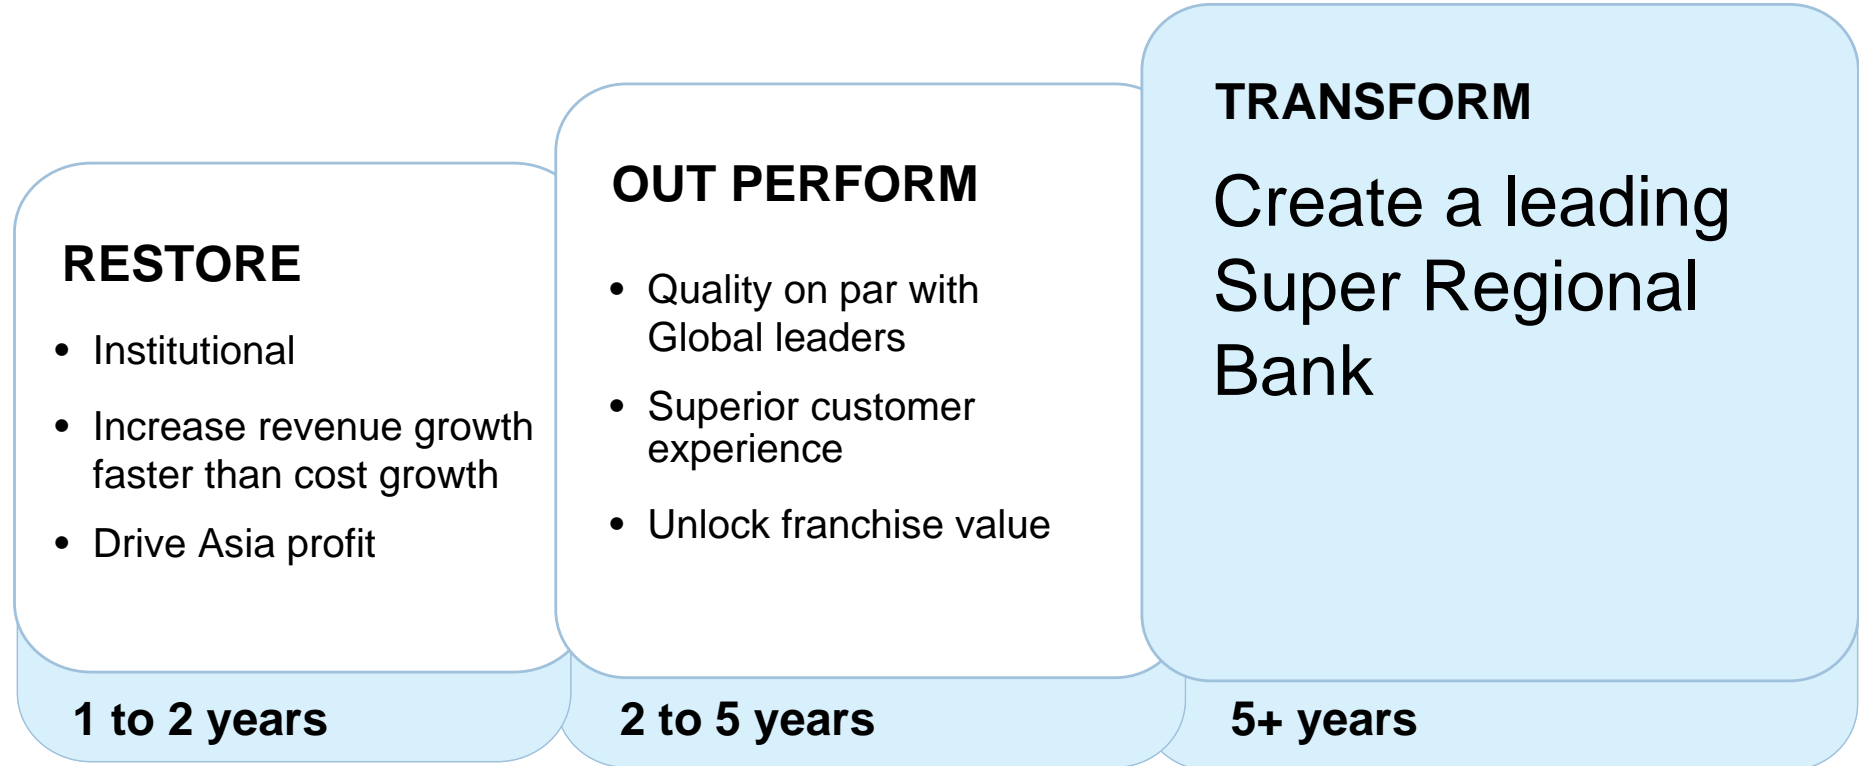 RESTORE
• Institutional
• Increase revenue growth
faster than cost growth
• Drive Asia profit
1 to 2 years
OUT PERFORM
• Quality on par with
Global leaders
• Superior customer
experience
• Unlock franchise value
2 to 5 years
TRANSFORM
Create a leading
Super Regional
Bank
5+ years